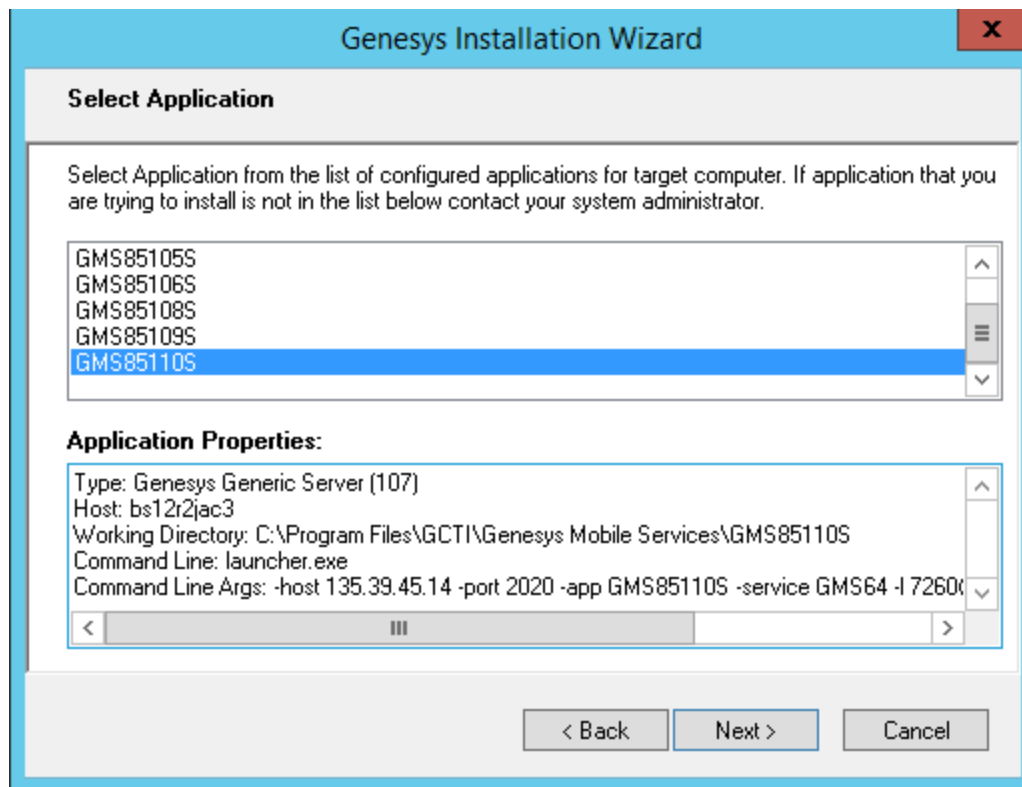 Genesys Installation Wizard
x
Select Application
Select Application from the list of configured applications for target computer. If application that you
are trying to install is not in the list below contact your system administrator.
GMS85105S
GMS85106S
GMS85108S
GMS85109S
GMS85110S
Application Properties:
Type: Genesys Generic Server (107)
Host: bs12r2jac3
Working Directory: C:\Program Files\GCTI\Genesys Mobile Services\GMS85110S
Command Line: launcher.exe
Command Line Args: -host 135.39.45.14 -port 2020 -app GMS85110S -service GMS64 -l 7260
< Back Next > Cancel